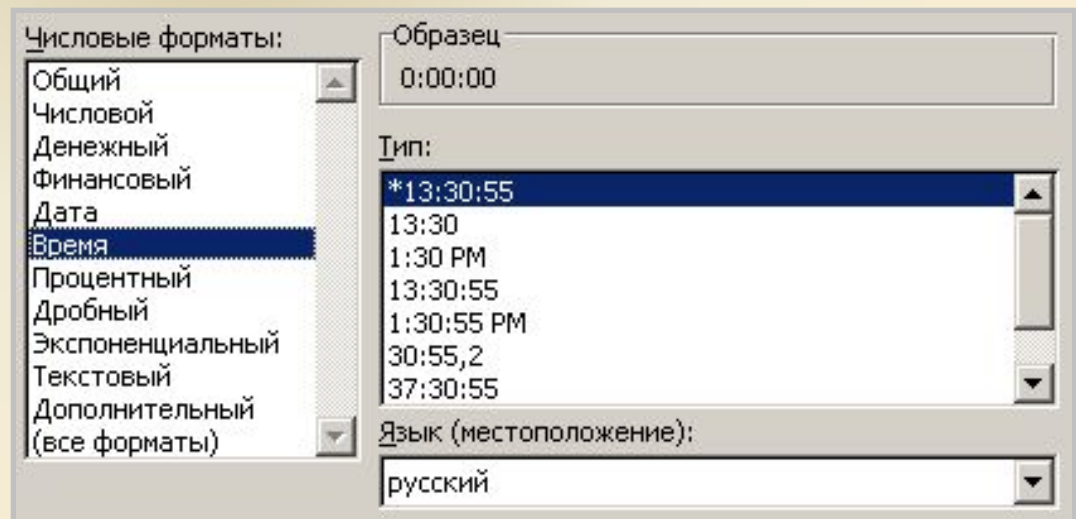 Числовые форматы:
Общий
Числовой
Денежный
Финансовый
Дата
Время
Процентный
Дробный
Экспоненциальный
Текстовый
Дополнительный
(все форматы)
Образец
0:00:00
Тип:
*13:30:55
13:30
1:30 PM
13:30:55
1:30:55 PM
30:55,2
37:30:55
Язык (местоположение):
русский